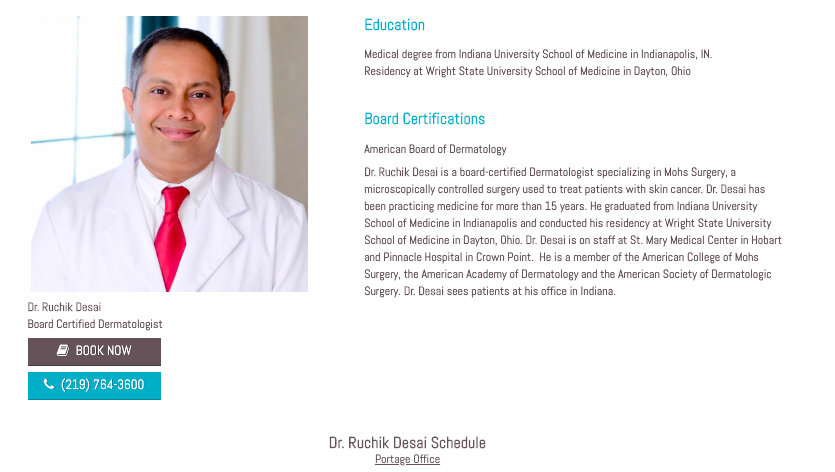 Education
Medical degree from Indiana University School of Medicine in Indianapolis, IN.
Residency at Wright State University School of Medicine in Dayton, Ohio
Board Certifications
American Board of Dermatology
Dr. Ruchik Desai is a board-certified Dermatologist specializing in Mohs Surgery, a
microscopically controlled surgery used to treat patients with skin cancer. Dr. Desai has
been practicing medicine for more than 15 years. He graduated from Indiana University
School of Medicine in Indianapolis and conducted his residency at Wright State University
School of Medicine in Dayton, Ohio. Dr. Desai is on staff at St. Mary Medical Center in Hobart
and Pinnacle Hospital in Crown Point. He is a member of the American College of Mohs
Surgery, the American Academy of Dermatology and the American Society of Dermatologic
Surgery. Dr. Desai sees patients at his office in Indiana.
Dr. Ruchik Desai
Board Certified Dermatologist
BOOK NOW
(219) 764-3600
Dr. Ruchik Desai Schedule
Portage Office